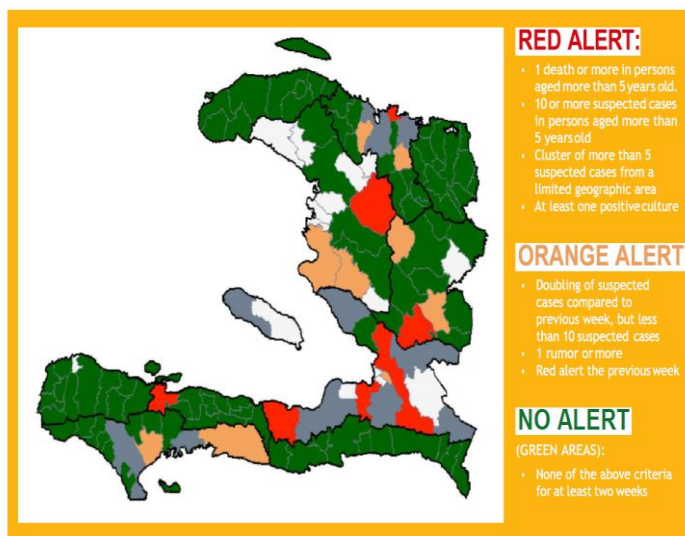 RED ALERT:
• 1 death or more in persons
aged more than 5 years old.
• 10 or more suspected cases
in persons aged more than
5 years old
• Cluster of more than 5
suspected cases from a
limited geographic area
• At least one positive culture
ORANGE ALERT
• Doubling of suspected
cases compared to
previous week, but less
than 10 suspected cases
• 1 rumor or more
• Red alert the previous week
NO ALERT
(GREEN AREAS):
• None of the above criteria
for at least two weeks